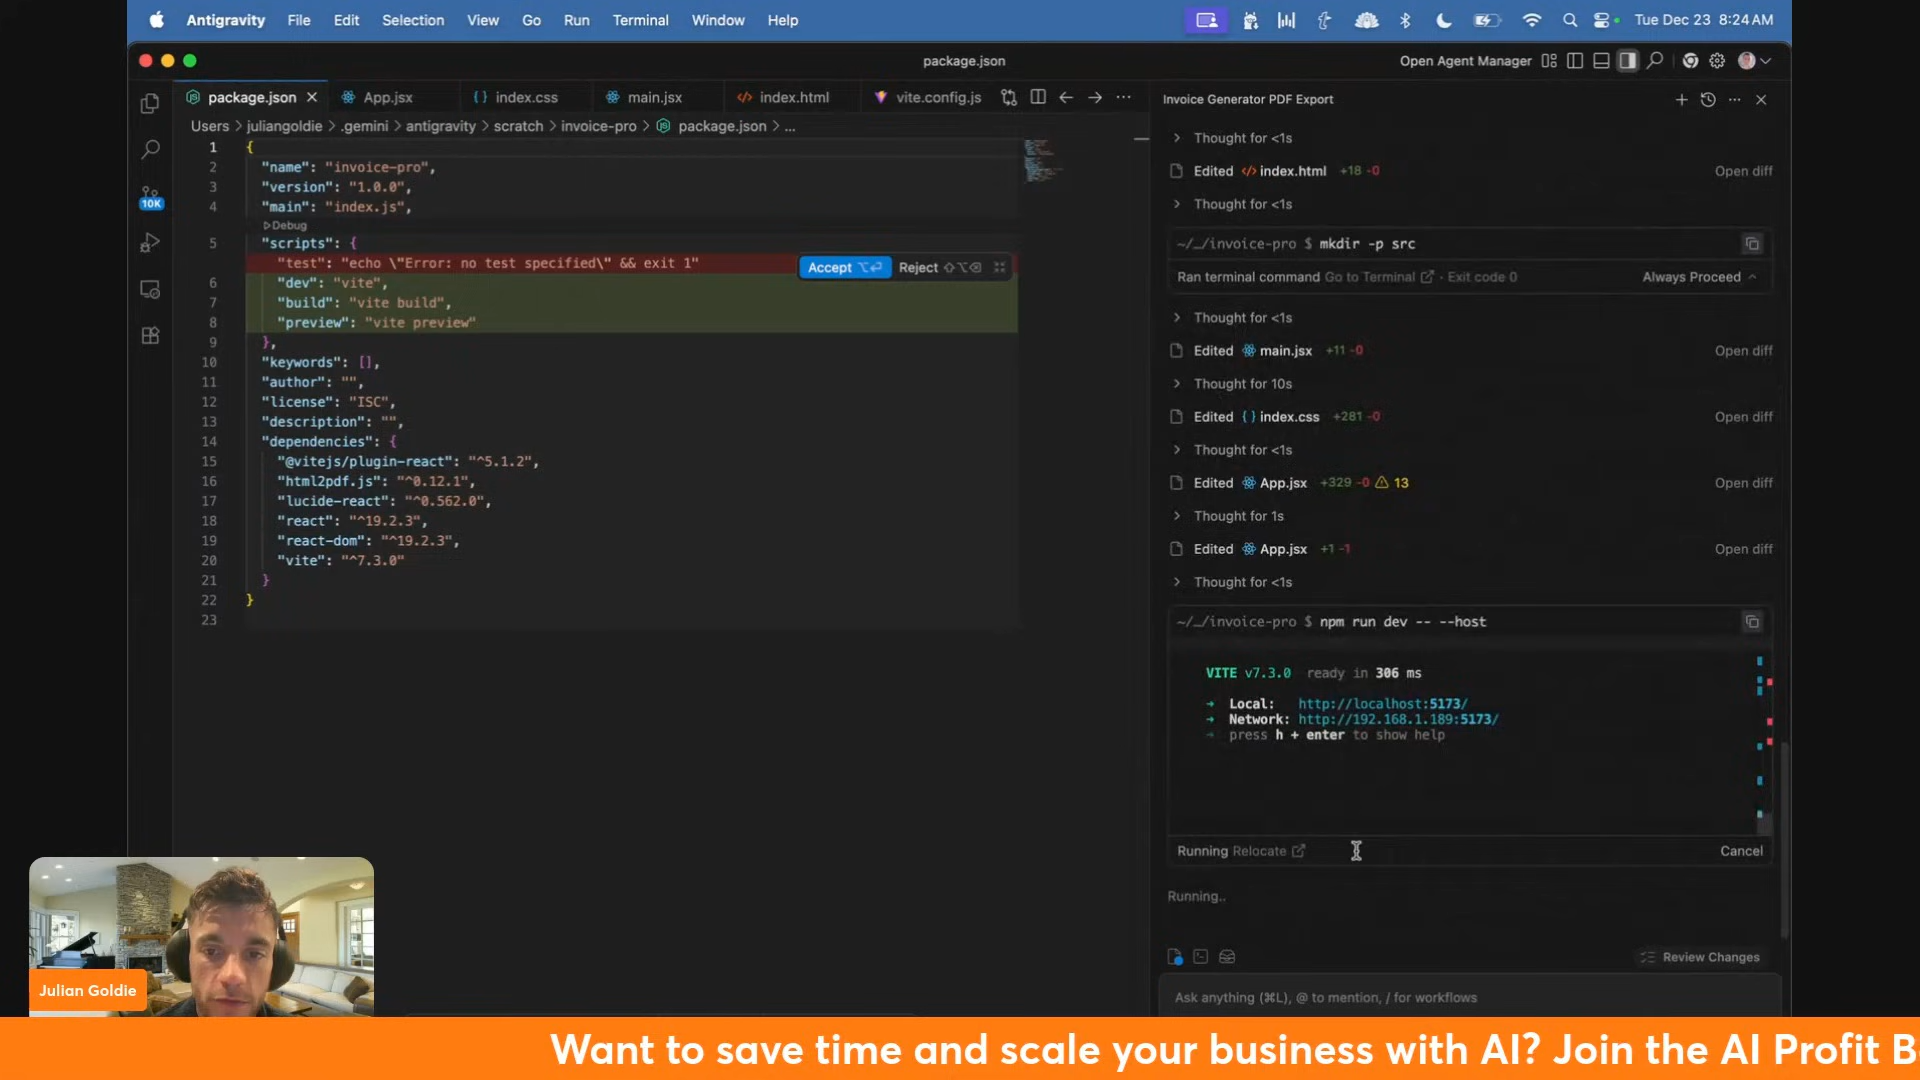 Antigravity File Edit Selection View Go Run Terminal Window Help
Tue Dec 23 8:24 AM
package.json
Open Agent Manager
package.json
App.jsx
index.css
main.jsx
index.html
vite.config.js
Users > juliangoldie > .gemini > antigravity > scratch > invoice-pro > package.json > ...
10K
1 {
2 "name": "invoice-pro",
3 "version": "1.0.0",
4 "main": "index.js",
Debug
5 "scripts": {
"test": "echo \"Error: no test specified\" && exit 1"
Accept
Reject
6 "dev": "vite",
7 "build": "vite build",
8 "preview": "vite preview"
9 },
10 "keywords": [],
11 "author": "",
12 "license": "ISC",
13 "description": "",
14 "dependencies": {
15 "@vitejs/plugin-react": "^5.1.2",
16 "html2pdf.js": "^0.12.1",
17 "lucide-react": "^0.562.0",
18 "react": "^19.2.3",
19 "react-dom": "^19.2.3",
20 "vite": "^7.3.0"
21 }
22 }
23
Invoice Generator PDF Export
Thought for <1s
Edited index.html +18 -0 Open diff
Thought for <1s
~/…/invoice-pro $ mkdir -p src
Ran terminal command Go to Terminal · Exit code 0 Always Proceed
Thought for <1s
Edited main.jsx +11 -0 Open diff
Thought for 10s
Edited index.css +281 -0 Open diff
Thought for <1s
Edited App.jsx +329 -0 13 Open diff
Thought for 1s
Edited App.jsx +1 -1 Open diff
Thought for <1s
~/…/invoice-pro $ npm run dev -- --host
VITE v7.3.0 ready in 306 ms
➜ Local: http://localhost:5173/
➜ Network: http://192.168.1.189:5173/
➜ press h + enter to show help
Running Relocate Cancel
Running..
Review Changes
Ask anything (⌘L), @ to mention, / for workflows
Julian Goldie
Want to save time and scale your business with AI? Join the AI Profit B